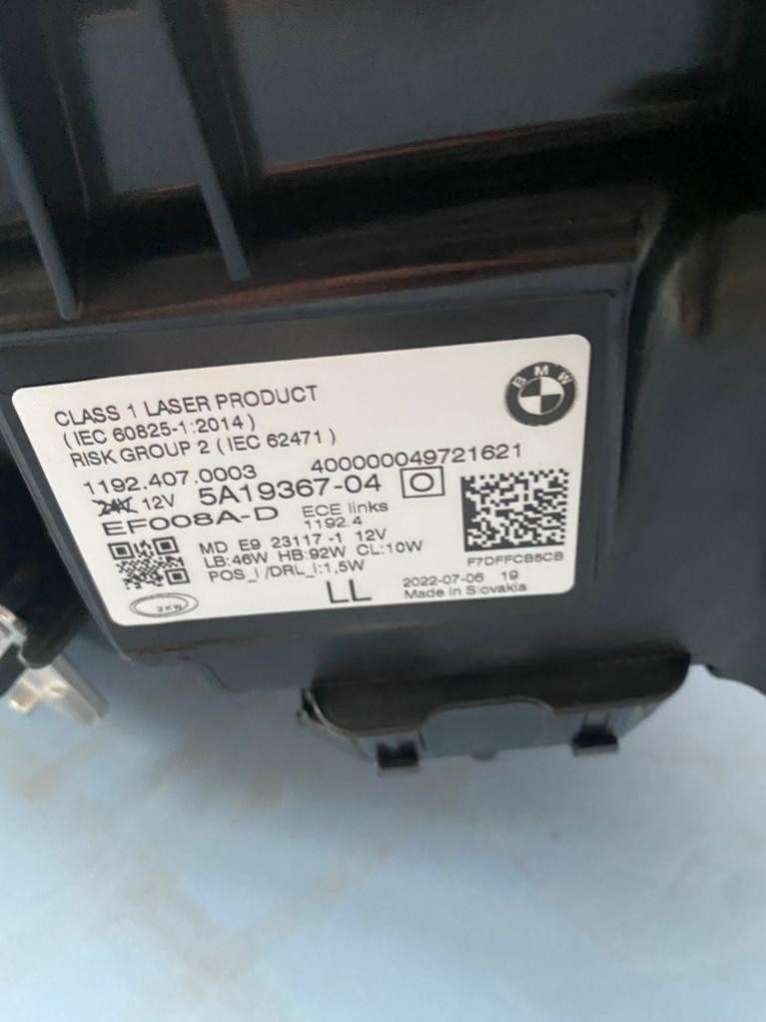 BMW
CLASS 1 LASER PRODUCT
(IEC 60825-1:2014)
RISK GROUP 2 (IEC 62471)
1192.407.0003 400000049721621
24V 12V 5A19367-04
EF008A-D ECE links
1192.4
MD E9 23117-1 12V
LB:46W HB:92W CL:10W
POS_I/DRL_I:1,5W
F7DFFCB5CB
ZKW
LL
2022-07-06 19
Made in Slovakia